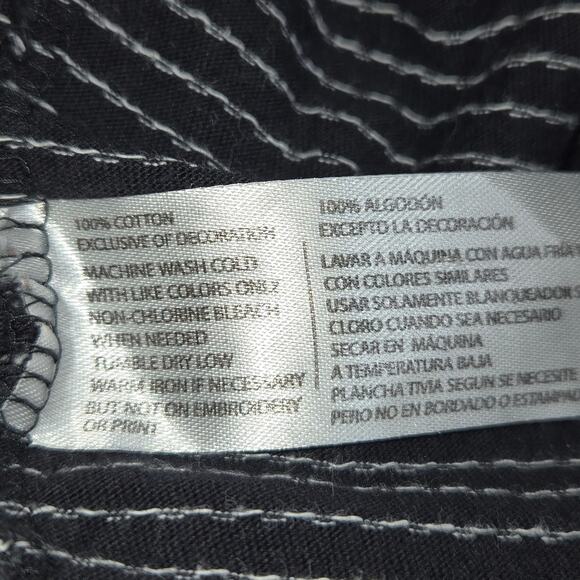 100% COTTON
EXCLUSIVE OF DECORATION
MACHINE WASH COLD
WITH LIKE COLORS ONLY
NON-CHLORINE BLEACH
WHEN NEEDED
TUMBLE DRY LOW
WARM IRON IF NECESSARY
BUT NOT ON EMBROIDERY
OR PRINT
100% ALGODÓN
EXCEPTO LA DECORACIÓN
LAVAR A MÁQUINA CON AGUA FRÍA
CON COLORES SIMILARES
USAR SOLAMENTE BLANQUEADOR
CLORO CUANDO SEA NECESARIO
SECAR EN MÁQUINA
A TEMPERATURA BAJA
PLANCHA TIVIA SEGUN SE NECESITE
PERO NO EN BORDADO O ESTAMPA